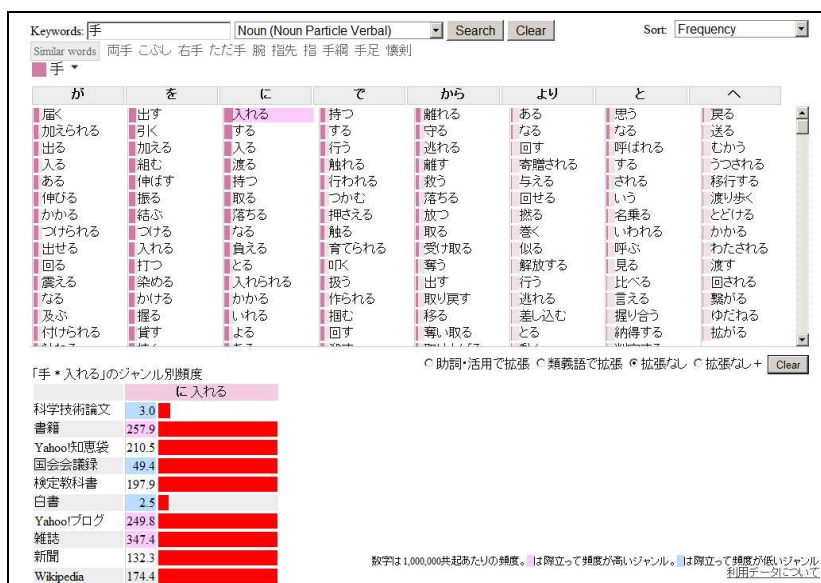 Keywords: 手 Noun (Noun Particle Verbal) Search Clear Sort: Frequency
Similar words 両手 こぶし 右手 ただ手 腕 指先 指 手綱 手足 懐剣
手
が を に で から より と へ
届く 出す 入れる 持つ 離れる ある 思う 戻る
加えられる 引く する する 守る なる なる 送る
出る 加える 入る 行う 逃れる 回す 呼ばれる むかう
入る 組む 渡る 触れる 離す 寄贈される する うつされる
ある 伸ばす 持つ 行われる 救う 与える される 移行する
伸びる 振る 取る つかむ 落ちる 回せる いう 渡り歩く
かかる 結ぶ 落ちる 押さえる 放つ 撚る 名乗る とどける
つけられる つける なる 触る 取る 巻く いわれる かかる
出せる 入れる 負える 育てられる 受け取る 似る 呼ぶ わたされる
回る 打つ とる 叩く 奪う 解放する 見る 渡す
震える 染める 入れられる 扱う 出す 行う 比べる 回される
なる かける かかる 作られる 取り戻す 逃れる 言える 繋がる
及ぶ 握る いれる 掴む 移る 差し込む 握り合う ゆだねる
付けられる 貸す よる 回す 奪い取る とる 納得する 拡がる
助詞・活用で拡張 類義語で拡張 拡張なし 拡張なし+ Clear
「手 * 入れる」のジャンル別頻度
に 入れる
科学技術論文 3.0
書籍 257.9
Yahoo!知恵袋 210.5
国会会議録 49.4
検定教科書 197.9
白書 2.5
Yahoo!ブログ 249.8
雑誌 347.4
新聞 132.3
Wikipedia 174.4
数字は1,000,000共起あたりの頻度。 は際立って頻度が高いジャンル。 は際立って頻度が低いジャンル
利用データについて